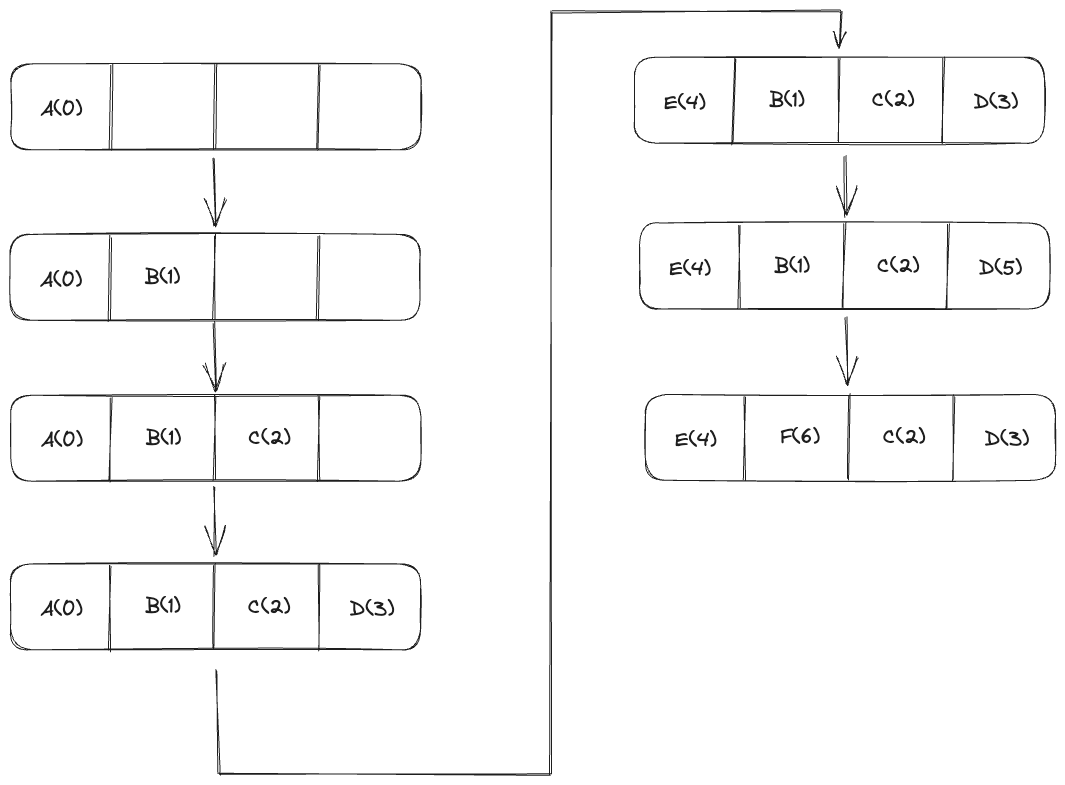 A(0)
A(0) B(1)
A(0) B(1) C(2)
A(0) B(1) C(2) D(3)
E(4) B(1) C(2) D(3)
E(4) B(1) C(2) D(5)
E(4) F(6) C(2) D(3)